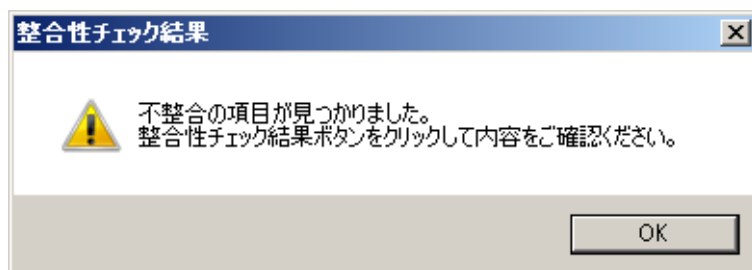 整合性チェック結果
不整合の項目が見つかりました。
整合性チェック結果ボタンをクリックして内容をご確認ください。
OK